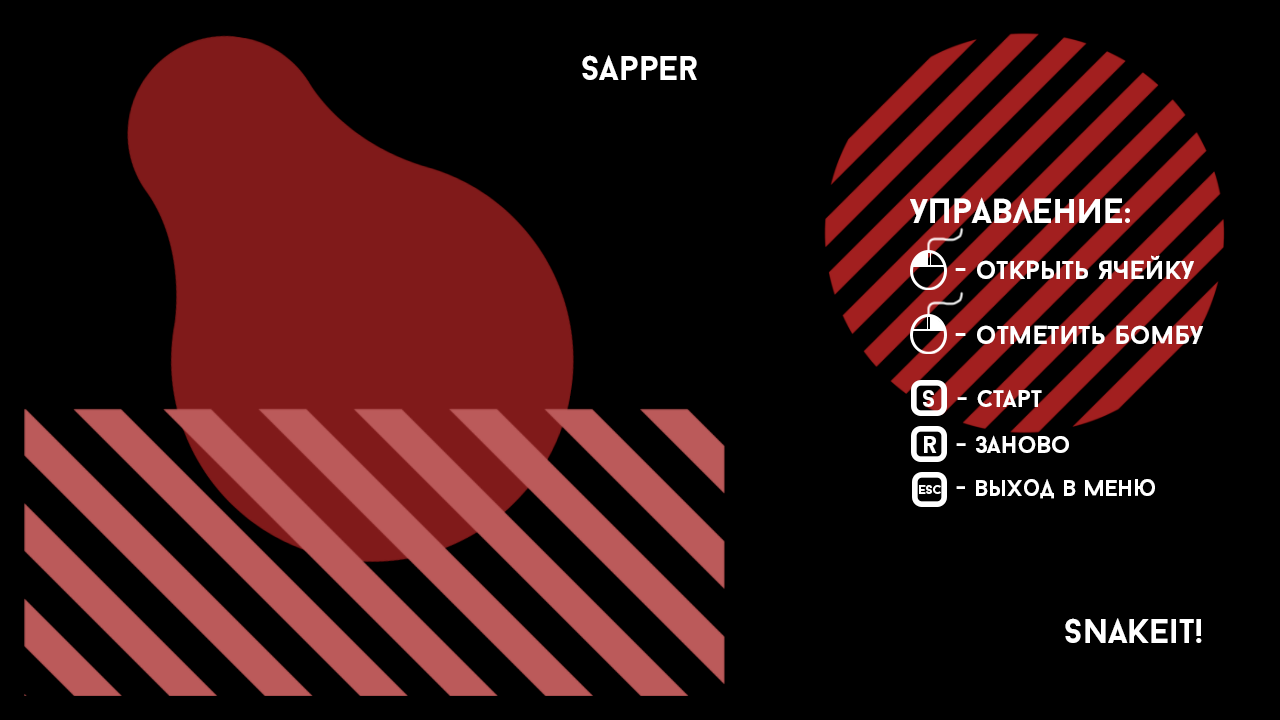 SAPPER
УПРАВЛЕНИЕ:
- ОТКРЫТЬ ЯЧЕЙКУ
- ОТМЕТИТЬ БОМБУ
S - СТАРТ
R - ЗАНОВО
ESC - ВЫХОД В МЕНЮ
SNAKEIT!